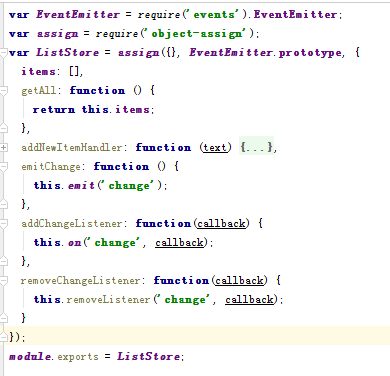 var EventEmitter = require('events').EventEmitter;
var assign = require('object-assign');
var ListStore = assign({}, EventEmitter.prototype, {
  items: [],
  getAll: function () {
    return this.items;
  },
  addNewItemHandler: function (text) {...},
  emitChange: function () {
    this.emit('change');
  },
  addChangeListener: function(callback) {
    this.on('change', callback);
  },
  removeChangeListener: function(callback) {
    this.removeListener('change', callback);
  }
});
module.exports = ListStore;